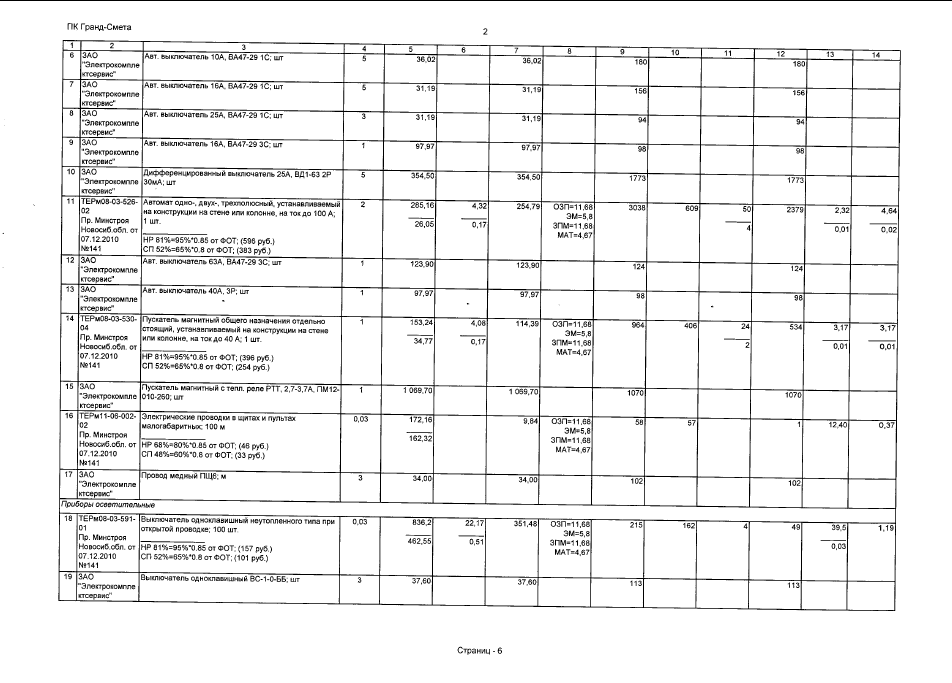 ПК Гранд-Смета
2
1 2 3 4 5 6 7 8 9 10 11 12 13 14
6 ЗАО Авт. выключатель 10А, ВА47-29 1С; шт 5 36,02 36,02 180 180
"Электрокомпле
ктсервис"
7 ЗАО Авт. выключатель 16А, ВА47-29 1С; шт 5 31,19 31,19 156 156
"Электрокомпле
ктсервис"
8 ЗАО Авт. выключатель 25А, ВА47-29 1С; шт 3 31,19 31,19 94 94
"Электрокомпле
ктсервис"
9 ЗАО Авт. выключатель 16А, ВА47-29 3С; шт 1 97,97 97,97 98 98
"Электрокомпле
ктсервис"
10 ЗАО Дифференцированный выключатель 25А, ВД1-63 2Р 5 354,50 354,50 1773 1773
"Электрокомпле 30мА; шт
ктсервис"
11 ТЕРм08-03-526- Автомат одно-, двух-, трехполюсный, устанавливаемый 2 285,16 4,32 254,79 ОЗП=11,68 3038 609 50 2379 2,32 4,64
02 на конструкции на стене или колонне, на ток до 100 А; ЭМ=5,8
Пр. Минстроя 1 шт. 26,05 0,17 ЗПМ=11,68 4 0,01 0,02
Новосиб.обл. от МАТ=4,67
07.12.2010 НР 81%=95%*0.85 от ФОТ; (596 руб.)
№141 СП 52%=65%*0.8 от ФОТ; (383 руб.)
12 ЗАО Авт. выключатель 63А, ВА47-29 3С; шт 1 123,90 123,90 124 124
"Электрокомпле
ктсервис"
13 ЗАО Авт. выключатель 40А, 3Р; шт 1 97,97 97,97 98 98
"Электрокомпле
ктсервис"
14 ТЕРм08-03-530- Пускатель магнитный общего назначения отдельно 1 153,24 4,08 114,39 ОЗП=11,68 964 406 24 534 3,17 3,17
04 стоящий, устанавливаемый на конструкции на стене ЭМ=5,8
Пр. Минстроя или колонне, на ток до 40 А; 1 шт. 34,77 0,17 ЗПМ=11,68 2 0,01 0,01
Новосиб.обл. от МАТ=4,67
07.12.2010 НР 81%=95%*0.85 от ФОТ; (396 руб.)
№141 СП 52%=65%*0.8 от ФОТ; (254 руб.)
15 ЗАО Пускатель магнитный с тепл. реле РТТ, 2,7-3,7А, ПМ12- 1 1 069,70 1 069,70 1070 1070
"Электрокомпле 010-260; шт
ктсервис"
16 ТЕРм11-06-002- Электрические проводки в щитах и пультах 0,03 172,16 9,84 ОЗП=11,68 58 57 1 12,40 0,37
02 малогабаритных; 100 м ЭМ=5,8
Пр. Минстроя 162,32 ЗПМ=11,68
Новосиб.обл. от НР 68%=80%*0.85 от ФОТ; (46 руб.) МАТ=4,67
07.12.2010 СП 48%=60%*0.8 от ФОТ; (33 руб.)
№141
17 ЗАО Провод медный ПЩ6; м 3 34,00 34,00 102 102
"Электрокомпле
ктсервис"
Приборы осветительные
18 ТЕРм08-03-591- Выключатель одноклавишный неутопленного типа при 0,03 836,2 22,17 351,48 ОЗП=11,68 215 162 4 49 39,5 1,19
01 открытой проводке; 100 шт. ЭМ=5,8
Пр. Минстроя 462,55 0,51 ЗПМ=11,68 0,03
Новосиб.обл. от НР 81%=95%*0.85 от ФОТ; (157 руб.) МАТ=4,67
07.12.2010 СП 52%=65%*0.8 от ФОТ; (101 руб.)
№141
19 ЗАО Выключатель одноклавишный ВС-1-0-ББ; шт 3 37,60 37,60 113 113
"Электрокомпле
ктсервис"
Страниц - 6